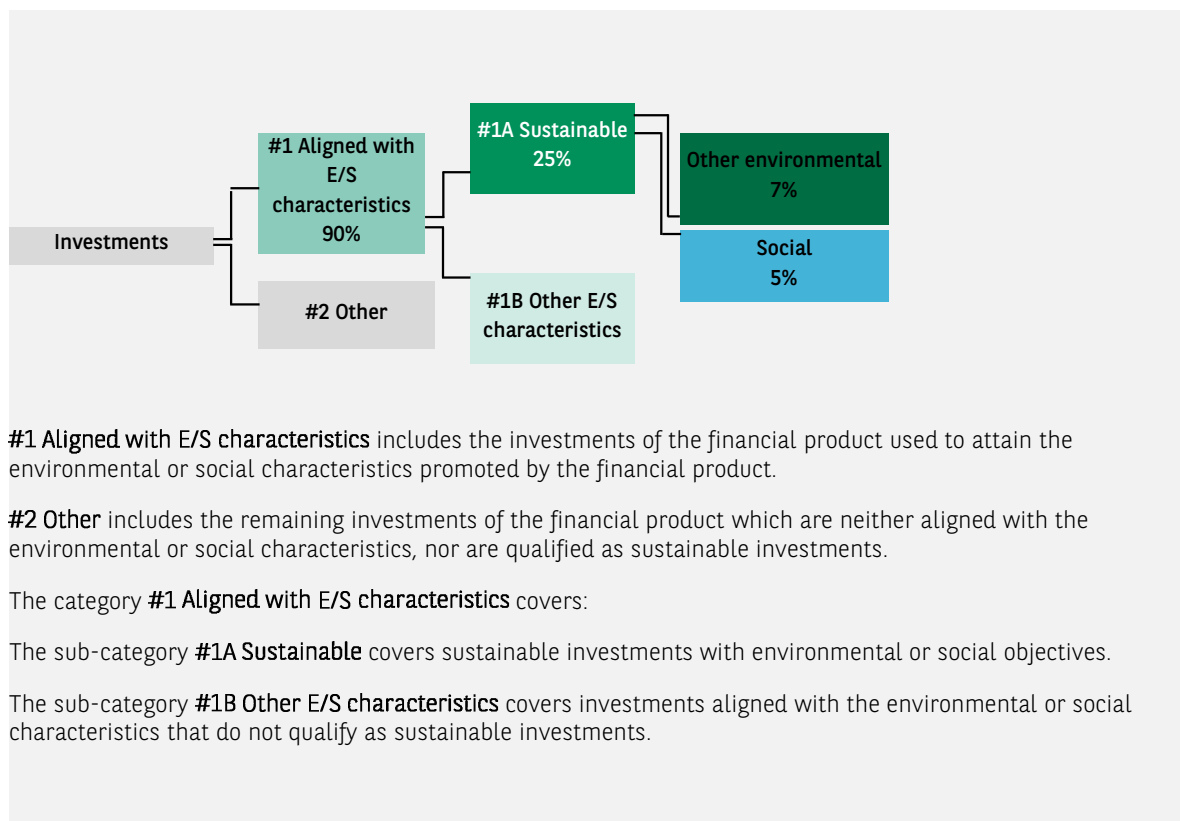 #1A Sustainable
25%
#1 Aligned with
E/S
characteristics
90%
Other environmental
7%
Investments
Social
5%
#2 Other
#1B Other E/S
characteristics
#1 Aligned with E/S characteristics includes the investments of the financial product used to attain the
environmental or social characteristics promoted by the financial product.
#2 Other includes the remaining investments of the financial product which are neither aligned with the
environmental or social characteristics, nor are qualified as sustainable investments.
The category #1 Aligned with E/S characteristics covers:
The sub-category #1A Sustainable covers sustainable investments with environmental or social objectives.
The sub-category #1B Other E/S characteristics covers investments aligned with the environmental or social
characteristics that do not qualify as sustainable investments.